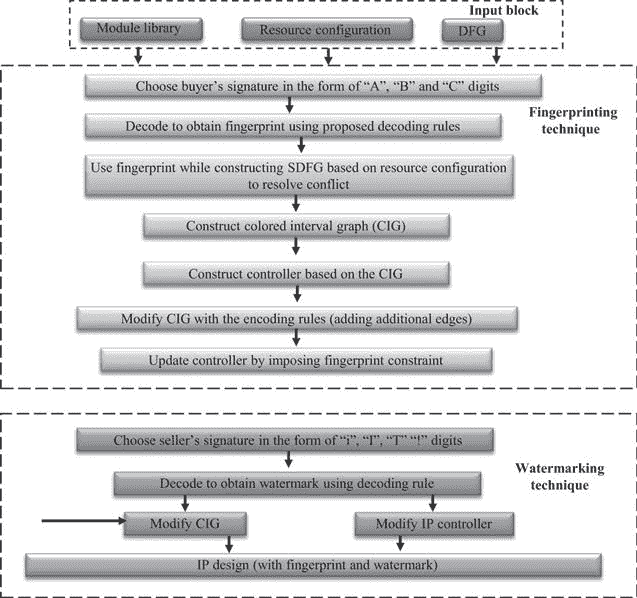 Input block
Module library
Resource configuration
DFG
Choose buyer's signature in the form of "A", "B" and "C" digits
Fingerprinting
technique
Decode to obtain fingerprint using proposed decoding rules
Use fingerprint while constructing SDFG based on resource configuration
to resolve conflict
Construct colored interval graph (CIG)
Construct controller based on the CIG
Modify CIG with the encoding rules (adding additional edges)
Update controller by imposing fingerprint constraint
Choose seller's signature in the form of "i", "I", "T" "!" digits
Watermarking
technique
Decode to obtain watermark using decoding rule
Modify CIG
Modify IP controller
IP design (with fingerprint and watermark)